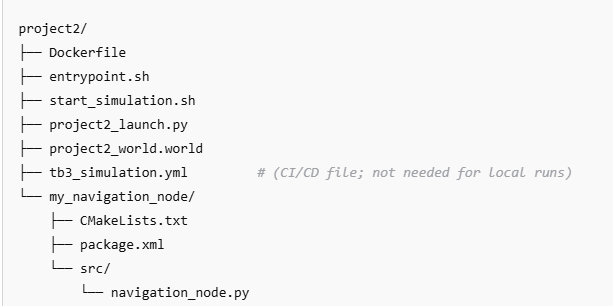 project2/
├── Dockerfile
├── entrypoint.sh
├── start_simulation.sh
├── project2_launch.py
├── project2_world.world
├── tb3_simulation.yml         # (CI/CD file; not needed for local runs)
└── my_navigation_node/
    ├── CMakeLists.txt
    ├── package.xml
    └── src/
        └── navigation_node.py